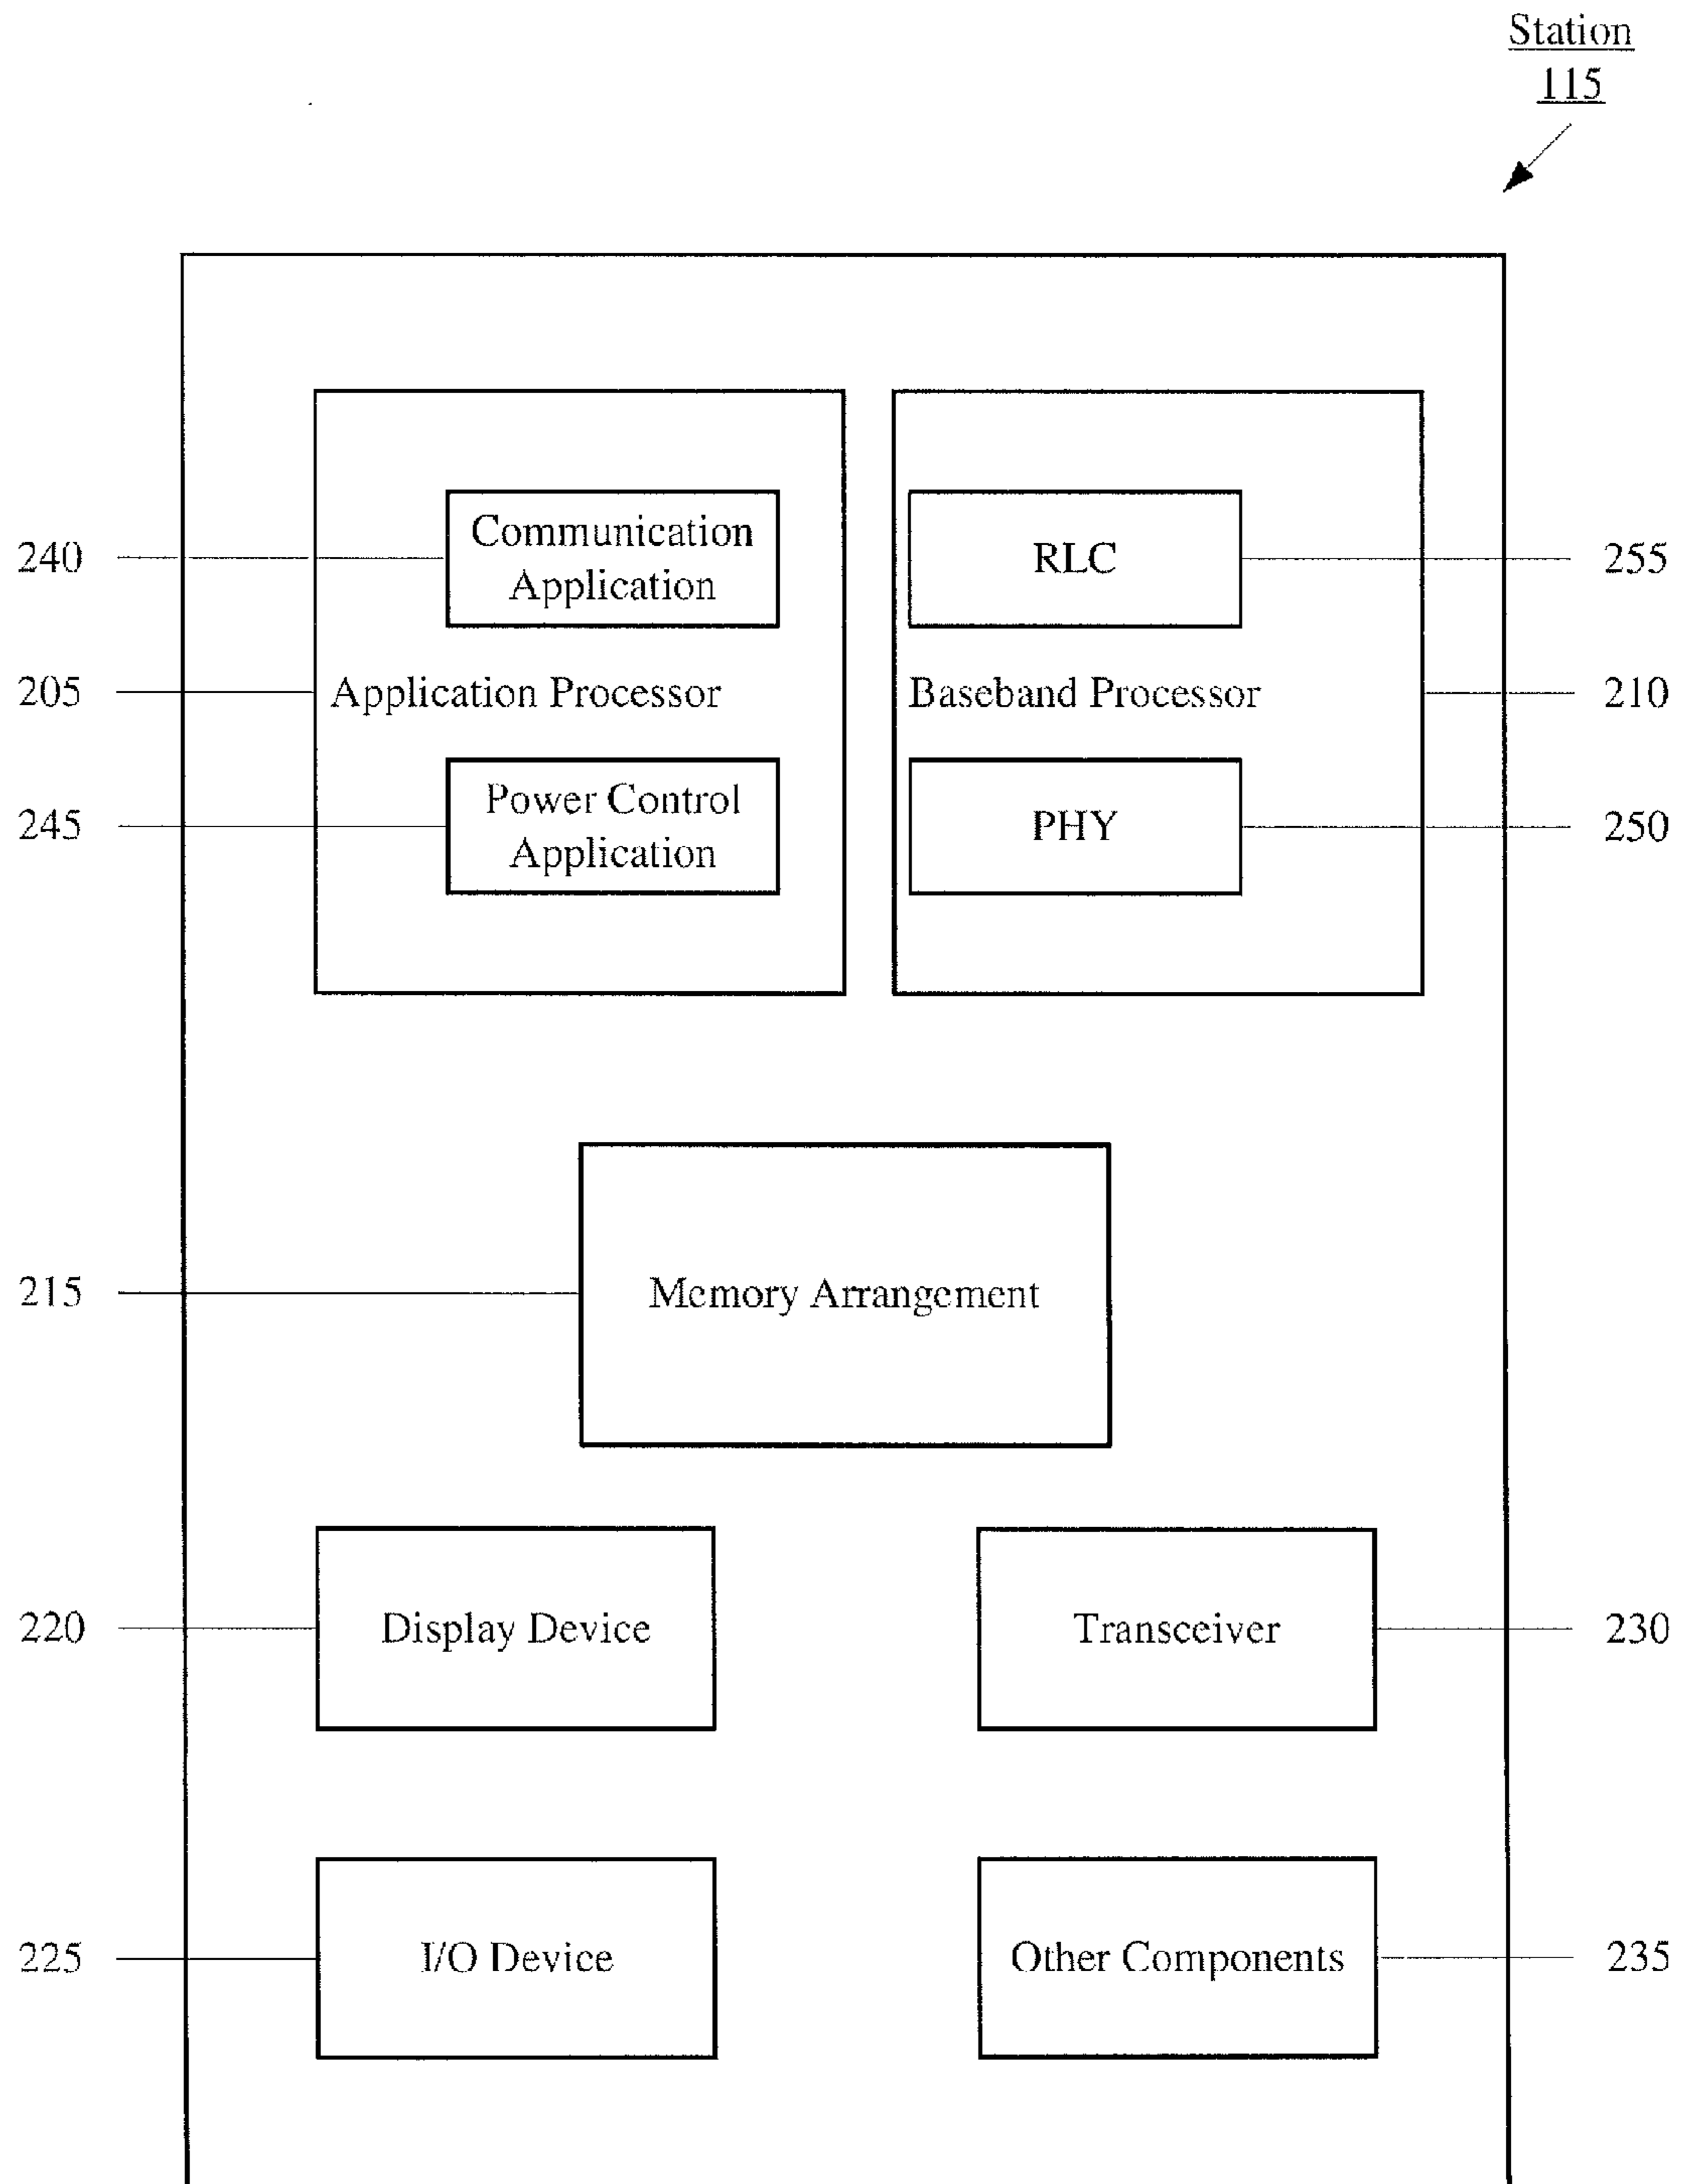 Station
115
240
Communication
Application
RLC
255
205
Application Processor
Baseband Processor
210
245
Power Control
Application
PHY
250
215
Memory Arrangement
220
Display Device
Transceiver
230
225
I/O Device
Other Components
235